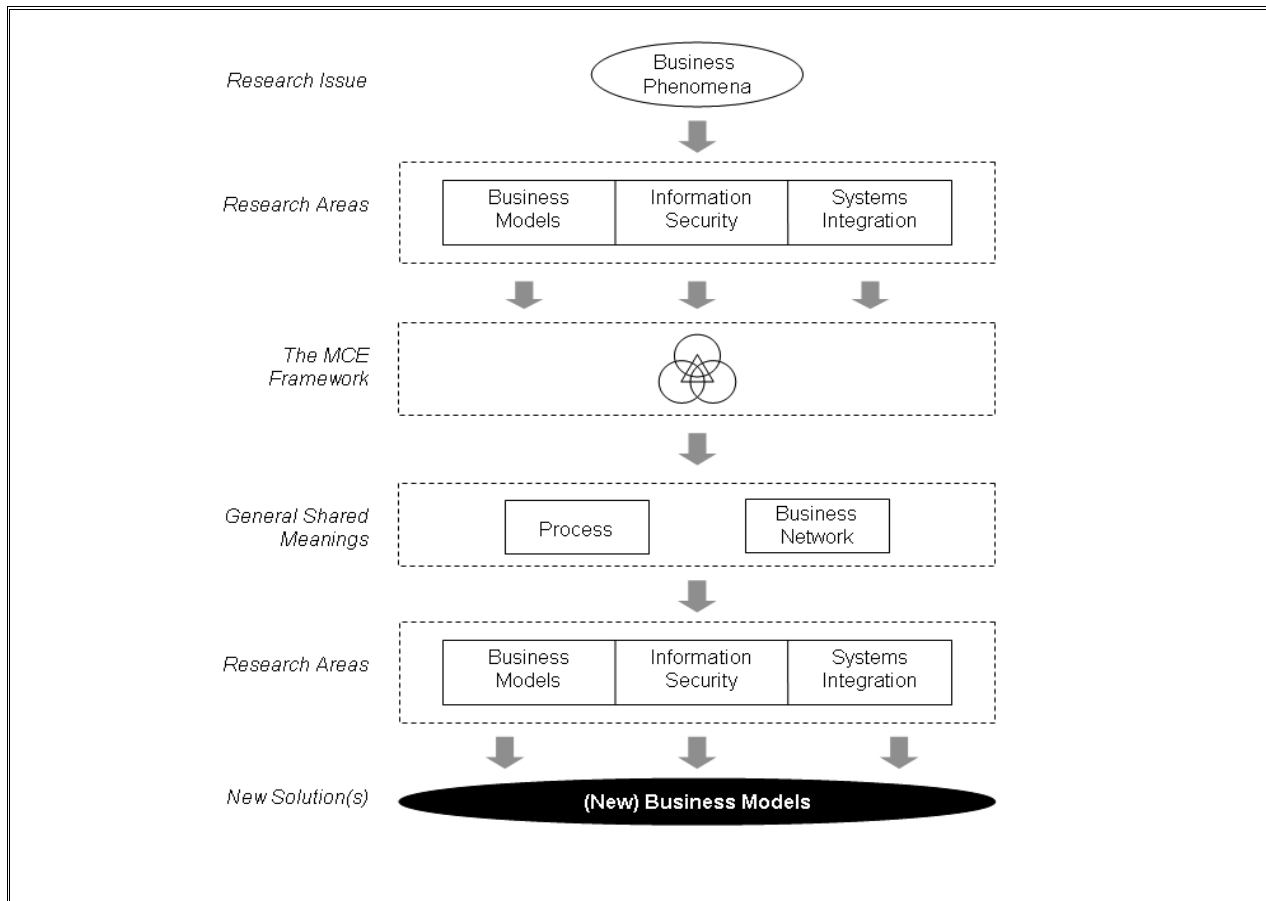 Research Issue
Business
Phenomena
Research Areas
Business
Models
Information
Security
Systems
Integration
The MCE
Framework
General Shared
Meanings
Process
Business
Network
Research Areas
Business
Models
Information
Security
Systems
Integration
New Solution(s)
(New) Business Models